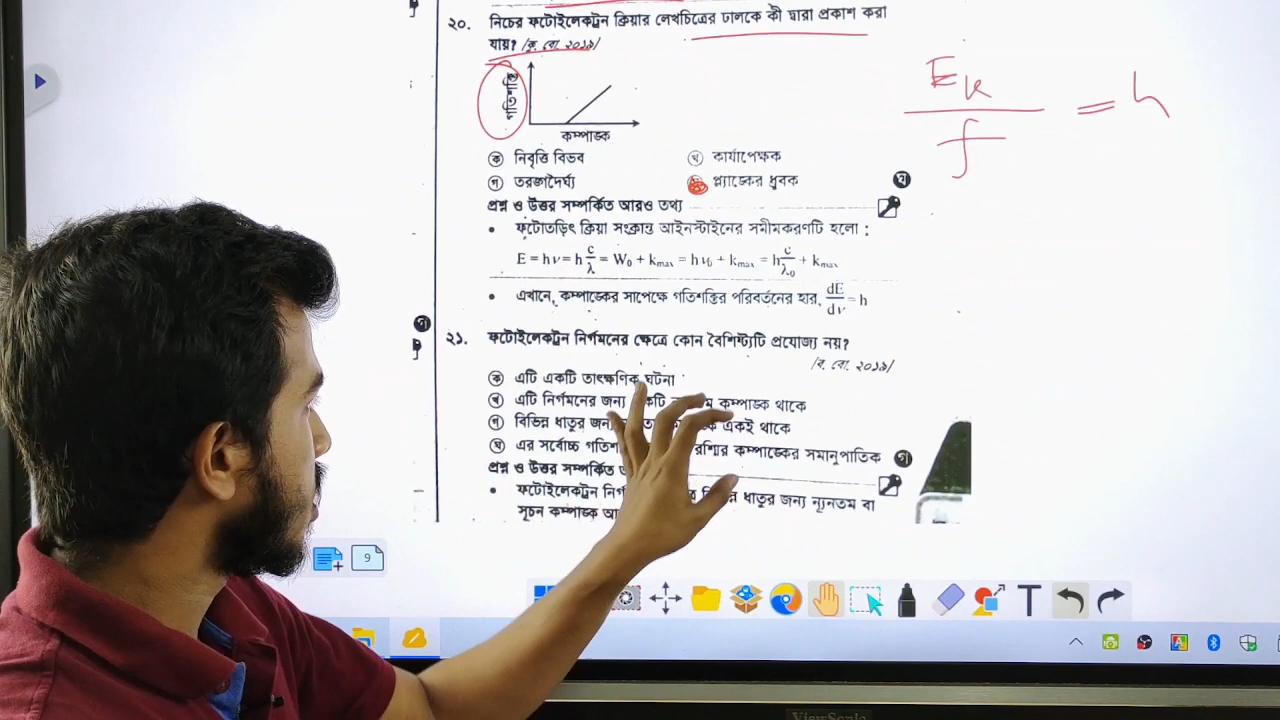 ২০. নিচের ফটোইলেকট্রন ক্রিয়ার লেখচিত্রের ঢালকে কী দ্বারা প্রকাশ করা
যায়? [কু. বো. ২০১৯]
গতিশক্তি
কম্পাঙ্ক
ক নিবৃত্তি বিভব
খ কার্যাপেক্ষক
গ তরঙ্গদৈর্ঘ্য
প্ল্যাঙ্কের ধ্রুবক
ঘ
প্রশ্ন ও উত্তর সম্পর্কিত আরও তথ্য
• ফটোতড়িৎ ক্রিয়া সংক্রান্ত আইনস্টাইনের সমীকরণটি হলো :
E = hν = h c/λ = W₀ + kmax = hν₀ + kmax = h c/λ₀ + kmax
• এখানে, কম্পাঙ্কের সাপেক্ষে গতিশক্তির পরিবর্তনের হার, dE/dν = h
Ek/f = h
গ
২১. ফটোইলেকট্রন নির্গমনের ক্ষেত্রে কোন বৈশিষ্ট্যটি প্রযোজ্য নয়?
[ব. বো. ২০১৯]
ক এটি একটি তাৎক্ষণিক ঘটনা
খ এটি নির্গমনের জন্য কম্পাঙ্ক থাকে
গ বিভিন্ন ধাতুর একই থাকে
ঘ এর সর্বোচ্চ রশ্মির কম্পাঙ্কের সমানুপাতিক গ
প্রশ্ন ও উত্তর সম্পর্কিত
• ফটোইলেকট্রন ধাতুর জন্য ন্যূনতম বা
সূচন কম্পাঙ্ক
9
T
ViewSonic